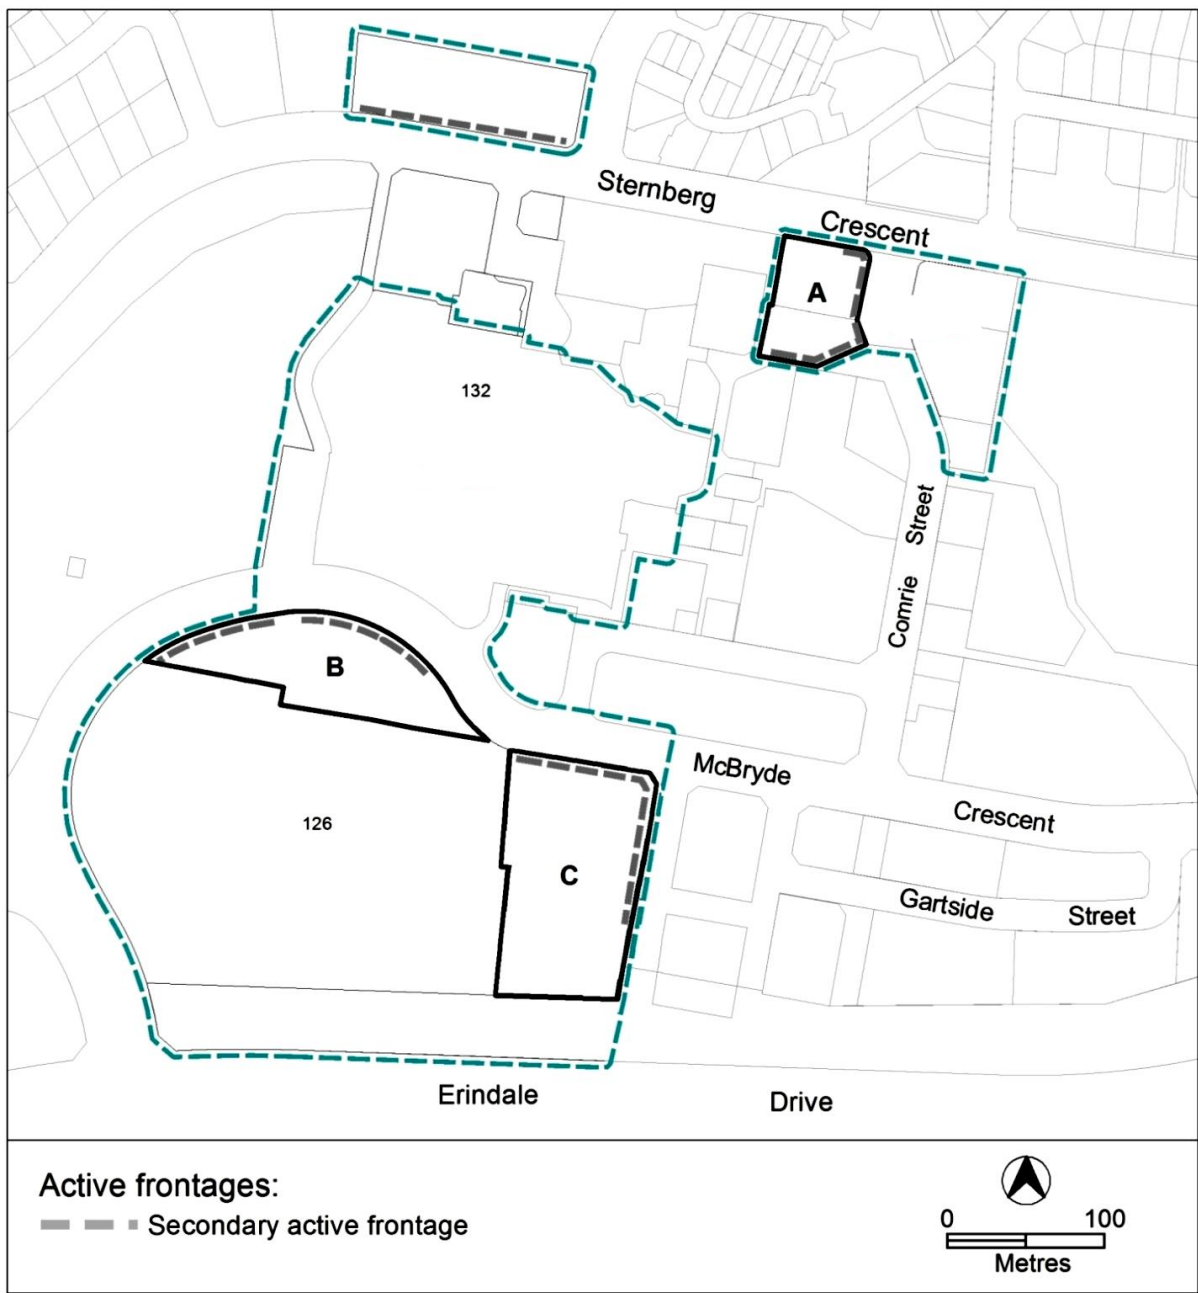 Sternberg
Crescent
A
132
Comrie Street
B
McBryde
Crescent
126
C
Gartside Street
Erindale Drive
Active frontages:
Secondary active frontage
0 100
Metres